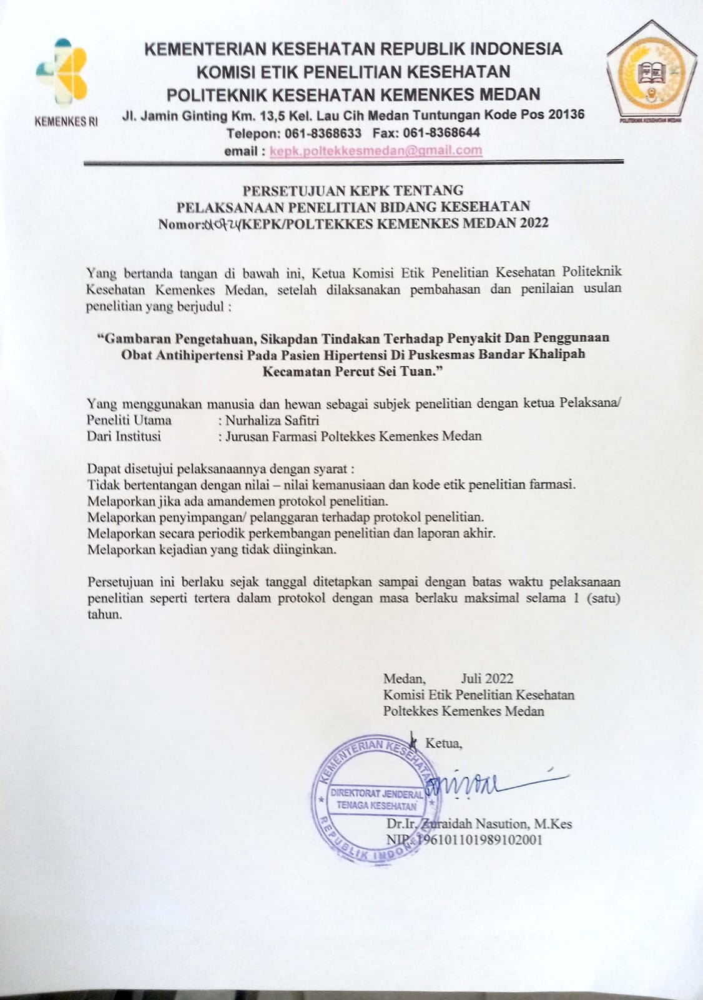 KEMENTERIAN KESEHATAN REPUBLIK INDONESIA
KOMISI ETIK PENELITIAN KESEHATAN
POLITEKNIK KESEHATAN KEMENKES MEDAN
KEMENKES RI
Jl. Jamin Ginting Km. 13,5 Kel. Lau Cih Medan Tuntungan Kode Pos 20136
POLITEKNIK KESEHATAN MEDAN
Telepon: 061-8368633 Fax: 061-8368644
email : kepk.poltekkesmedan@gmail.com
PERSETUJUAN KEPK TENTANG
PELAKSANAAN PENELITIAN BIDANG KESEHATAN
Nomor: KEPK/POLTEKKES KEMENKES MEDAN 2022
Yang bertanda tangan di bawah ini, Ketua Komisi Etik Penelitian Kesehatan Politeknik
Kesehatan Kemenkes Medan, setelah dilaksanakan pembahasan dan penilaian usulan
penelitian yang berjudul :
“Gambaran Pengetahuan, Sikapdan Tindakan Terhadap Penyakit Dan Penggunaan
Obat Antihipertensi Pada Pasien Hipertensi Di Puskesmas Bandar Khalipah
Kecamatan Percut Sei Tuan.”
Yang menggunakan manusia dan hewan sebagai subjek penelitian dengan ketua Pelaksana/
Peneliti Utama : Nurhaliza Safitri
Dari Institusi : Jurusan Farmasi Poltekkes Kemenkes Medan
Dapat disetujui pelaksanaannya dengan syarat :
Tidak bertentangan dengan nilai – nilai kemanusiaan dan kode etik penelitian farmasi.
Melaporkan jika ada amandemen protokol penelitian.
Melaporkan penyimpangan/ pelanggaran terhadap protokol penelitian.
Melaporkan secara periodik perkembangan penelitian dan laporan akhir.
Melaporkan kejadian yang tidak diinginkan.
Persetujuan ini berlaku sejak tanggal ditetapkan sampai dengan batas waktu pelaksanaan
penelitian seperti tertera dalam protokol dengan masa berlaku maksimal selama 1 (satu)
tahun.
Medan, Juli 2022
Komisi Etik Penelitian Kesehatan
Poltekkes Kemenkes Medan
Ketua,
KEMENTERIAN KESEHATAN
DIREKTORAT JENDERAL
TENAGA KESEHATAN
REPUBLIK INDONESIA
Dr.Ir. Zuraidah Nasution, M.Kes
NIP. 196101101989102001